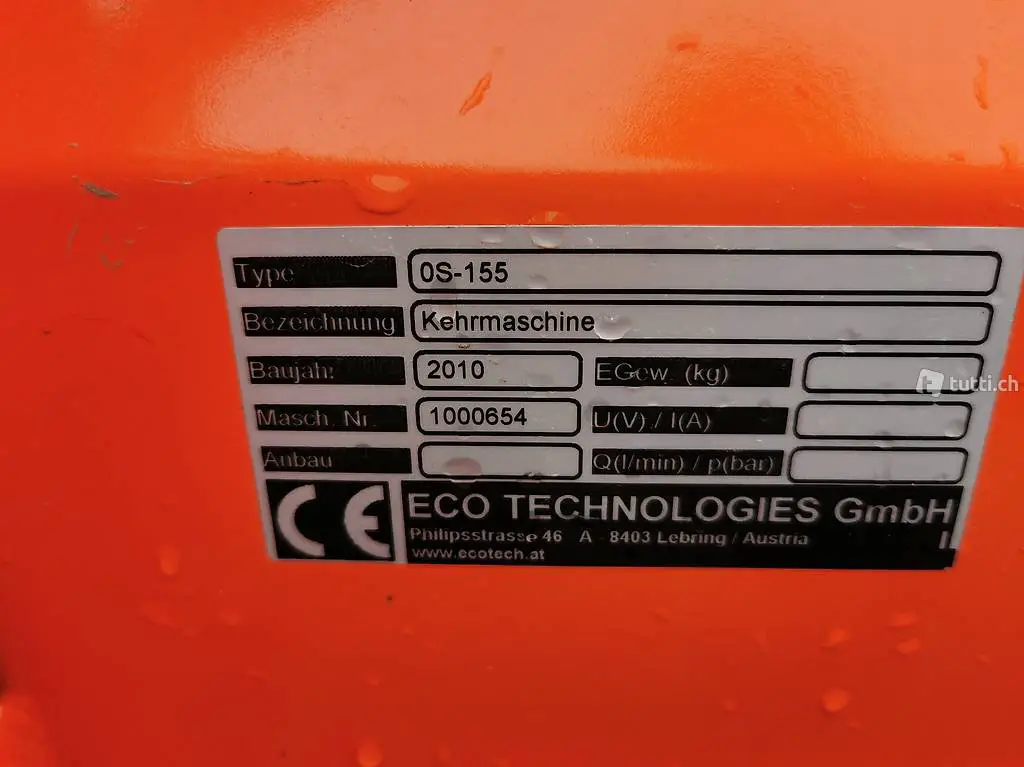 Type 0S-155
Bezeichnung Kehrmaschine
Baujahr 2010 EGew. (kg)
Masch. Nr. 1000654 U(V) / I(A)
Anbau Q(l/min) / p(bar)
CE ECO TECHNOLOGIES GmbH
Philipsstrasse 46 A - 8403 Lebring / Austria
www.ecotech.at
tutti.ch